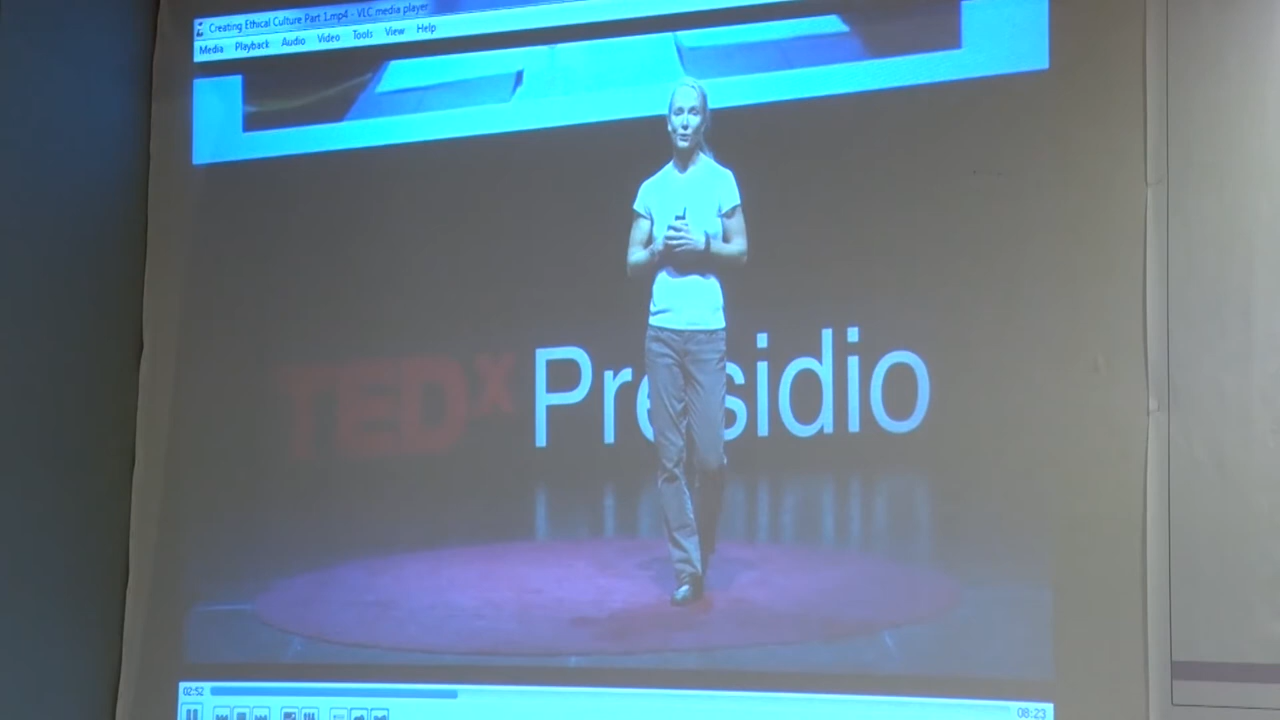 Creating Ethical Culture Part 1.mp4 - VLC media player
Media Playback Audio Video Tools View Help
TEDx Presidio
02:52
08:23